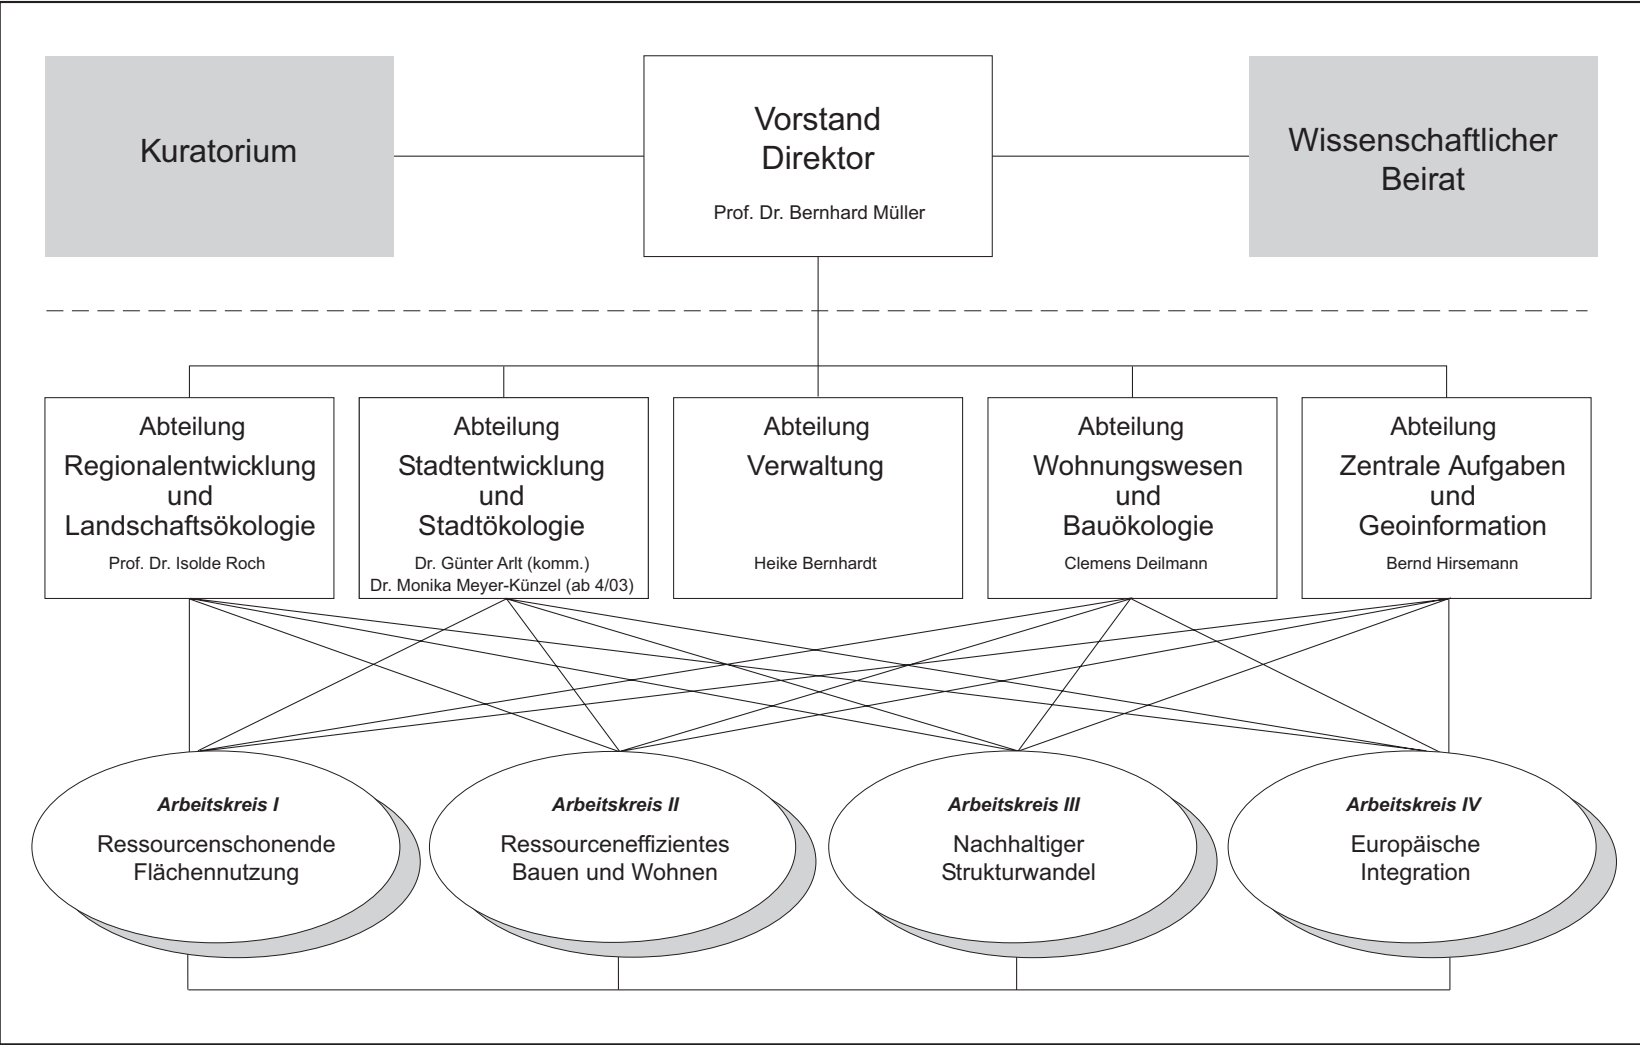 Kuratorium
Vorstand
Direktor
Prof. Dr. Bernhard Müller
Wissenschaftlicher
Beirat
Abteilung
Regionalentwicklung
und
Landschaftsökologie
Prof. Dr. Isolde Roch
Abteilung
Stadtentwicklung
und
Stadtökologie
Dr. Günter Arlt (komm.)
Dr. Monika Meyer-Künzel (ab 4/03)
Abteilung
Verwaltung
Heike Bernhardt
Abteilung
Wohnungswesen
und
Bauökologie
Clemens Deilmann
Abteilung
Zentrale Aufgaben
und
Geoinformation
Bernd Hirsemann
Arbeitskreis I
Ressourcenschonende
Flächennutzung
Arbeitskreis II
Ressourceneffizientes
Bauen und Wohnen
Arbeitskreis III
Nachhaltiger
Strukturwandel
Arbeitskreis IV
Europäische
Integration